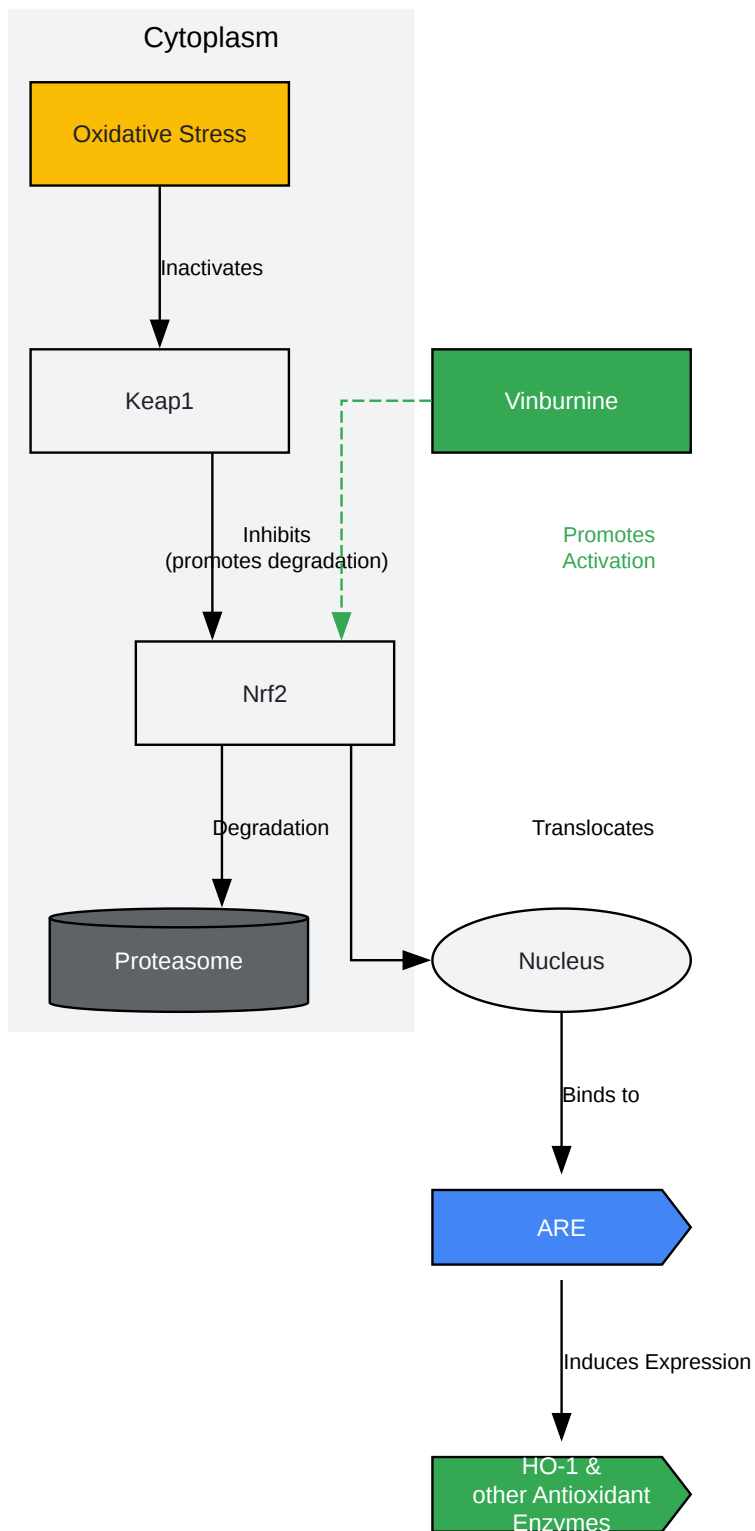 Cytoplasm
Oxidative Stress
Inactivates
Keap1
Vinburnine
Inhibits
(promotes degradation)
Promotes
Activation
Nrf2
Degradation
Translocates
Proteasome
Nucleus
Binds to
ARE
Induces Expression
HO-1 &
other Antioxidant
Enzymes